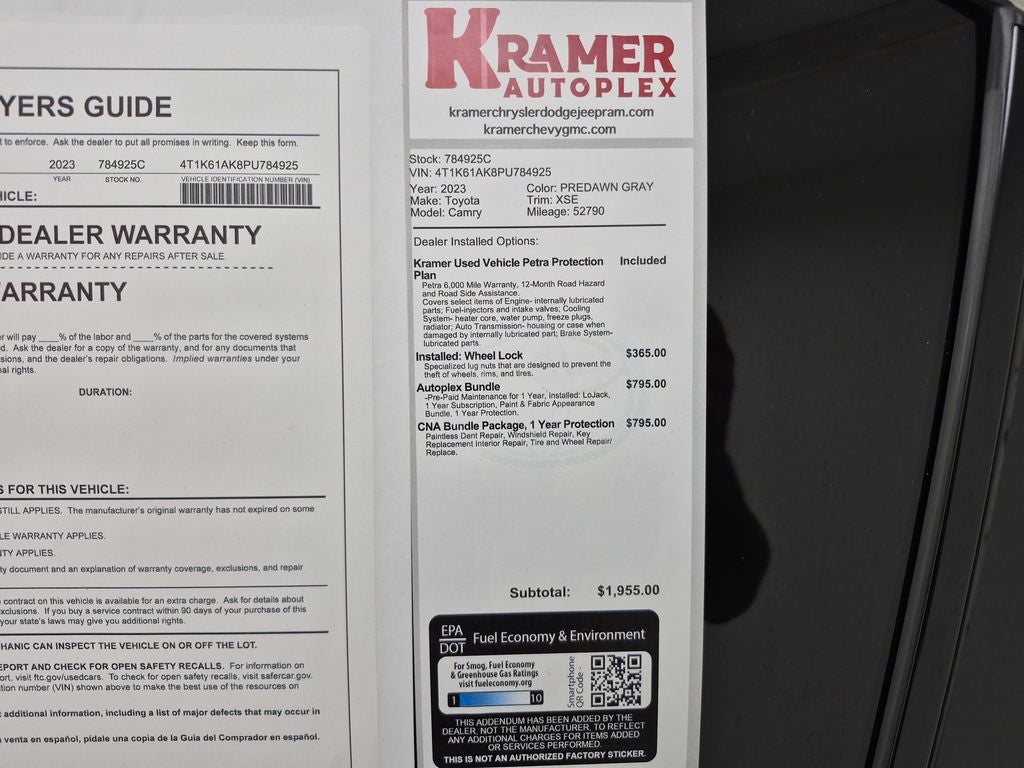 YERS GUIDE
t to enforce. Ask the dealer to put all promises in writing. Keep this form.
2023 784925C 4T1K61AK8PU784925
YEAR STOCK NO. VEHICLE IDENTIFICATION NUMBER (VIN)
HICLE:
DEALER WARRANTY
IDE A WARRANTY FOR ANY REPAIRS AFTER SALE.
ARRANTY
er will pay ____% of the labor and ____% of the parts for the covered systems
d. Ask the dealer for a copy of the warranty, and for any documents that
sions, and the dealer's repair obligations. Implied warranties under your
al rights.
DURATION:
S FOR THIS VEHICLE:
STILL APPLIES. The manufacturer's original warranty has not expired on some
LE WARRANTY APPLIES.
TY APPLIES.
ty document and an explanation of warranty coverage, exclusions, and repair
contract on this vehicle is available for an extra charge. Ask for details about
xclusions. If you buy a service contract within 90 days of your purchase of this
your state's laws may give you additional rights.
HANIC CAN INSPECT THE VEHICLE ON OR OFF THE LOT.
EPORT AND CHECK FOR OPEN SAFETY RECALLS. For information on
ort, visit ftc.gov/usedcars. To check for open safety recalls, visit safercar.gov.
tion number (VIN) shown above to make the best use of the resources on
t additional information, including a list of major defects that may occur in
venta en español, pidale una copia de la Guia del Comprador en español.
KRAMER
AUTOPLEX
kramerchryslerdodgejeepram.com
kramerchevygmc.com
Stock: 784925C
VIN: 4T1K61AK8PU784925
Year: 2023 Color: PREDAWN GRAY
Make: Toyota Trim: XSE
Model: Camry Mileage: 52790
Dealer Installed Options:
Kramer Used Vehicle Petra Protection Included
Plan
Petra 6,000 Mile Warranty, 12-Month Road Hazard
and Road Side Assistance.
Covers select items of Engine- internally lubricated
parts; Fuel-injectors and intake valves; Cooling
System- heater core, water pump, freeze plugs,
radiator; Auto Transmission- housing or case when
damaged by internally lubricated part; Brake System-
lubricated parts.
Installed: Wheel Lock $365.00
Specialized lug nuts that are designed to prevent the
theft of wheels, rims, and tires.
Autoplex Bundle $795.00
-Pre-Paid Maintenance for 1 Year, Installed: LoJack,
1 Year Subscription, Paint & Fabric Appearance
Bundle, 1 Year Protection.
CNA Bundle Package, 1 Year Protection $795.00
Paintless Dent Repair, Windshield Repair, Key
Replacement Interior Repair, Tire and Wheel Repair/
Replace.
Subtotal: $1,955.00
EPA
DOT Fuel Economy & Environment
For Smog, Fuel Economy
& Greenhouse Gas Ratings
visit fueleconomy.org
1 10
Smartphone
QR Code -
THIS ADDENDUM HAS BEEN ADDED BY THE
DEALER, NOT THE MANUFACTURER, TO REFLECT
ANY ADDITIONAL CHARGES FOR ITEMS ADDED
OR SERVICES PERFORMED.
THIS IS NOT AN AUTHORIZED FACTORY STICKER.